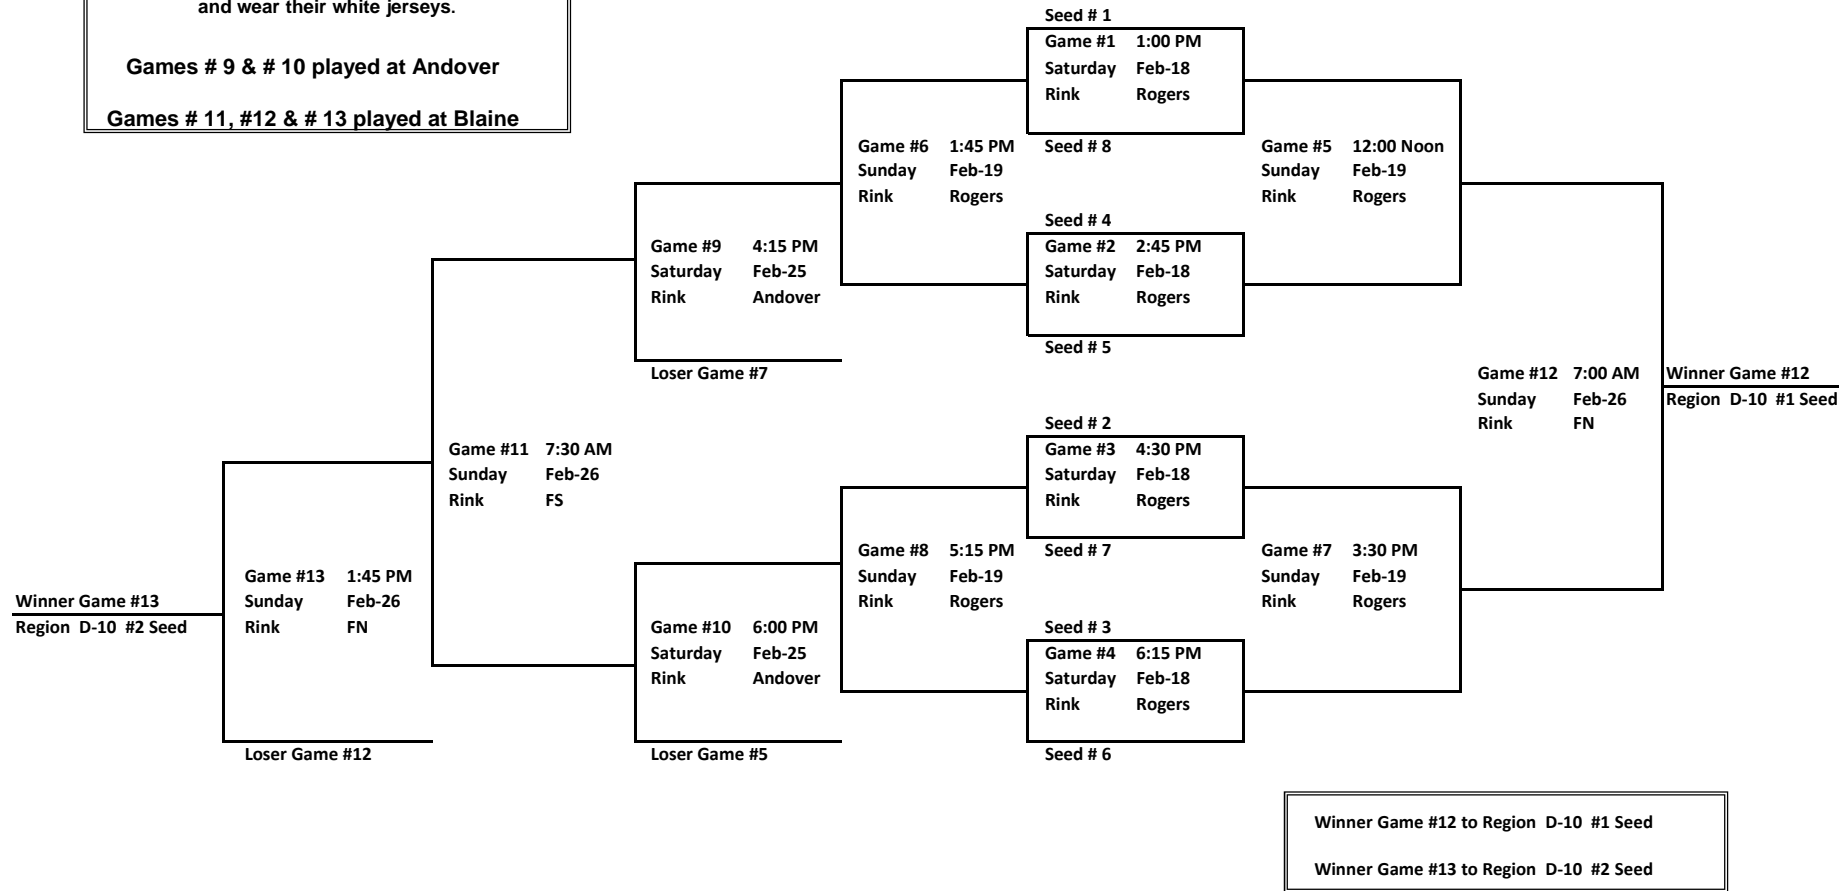 and wear their white jerseys.
Games # 9 & # 10 played at Andover
Games # 11, #12 & # 13 played at Blaine
Seed # 1
Game #1 1:00 PM
Saturday Feb-18
Rink Rogers
Seed # 8
Game #6 1:45 PM
Sunday Feb-19
Rink Rogers
Game #5 12:00 Noon
Sunday Feb-19
Rink Rogers
Seed # 4
Game #2 2:45 PM
Saturday Feb-18
Rink Rogers
Seed # 5
Game #9 4:15 PM
Saturday Feb-25
Rink Andover
Loser Game #7
Game #12 7:00 AM
Sunday Feb-26
Rink FN
Winner Game #12
Region D-10 #1 Seed
Seed # 2
Game #3 4:30 PM
Saturday Feb-18
Rink Rogers
Seed # 7
Game #11 7:30 AM
Sunday Feb-26
Rink FS
Game #8 5:15 PM
Sunday Feb-19
Rink Rogers
Game #7 3:30 PM
Sunday Feb-19
Rink Rogers
Game #13 1:45 PM
Sunday Feb-26
Rink FN
Winner Game #13
Region D-10 #2 Seed
Game #10 6:00 PM
Saturday Feb-25
Rink Andover
Seed # 3
Game #4 6:15 PM
Saturday Feb-18
Rink Rogers
Seed # 6
Loser Game #12
Loser Game #5
Winner Game #12 to Region D-10 #1 Seed
Winner Game #13 to Region D-10 #2 Seed